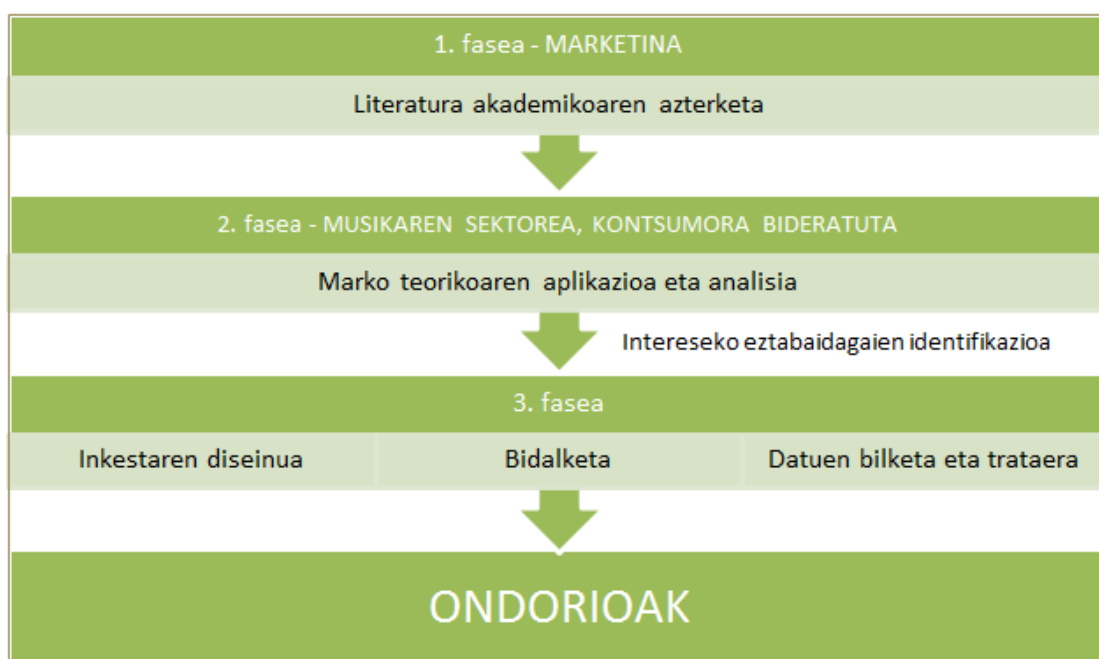 1. fasea - MARKETINA
Literatura akademikoaren azterketa
2. fasea - MUSIKAREN SEKTOREA, KONTSUMORA BIDERATUTA
Marko teorikoaren aplikazioa eta analisia
Intereseko eztabaidagaien identifikazioa
3. fasea
Inkestaren diseinua
Bidalketa
Datuen bilketa eta trataera
ONDORIOAK